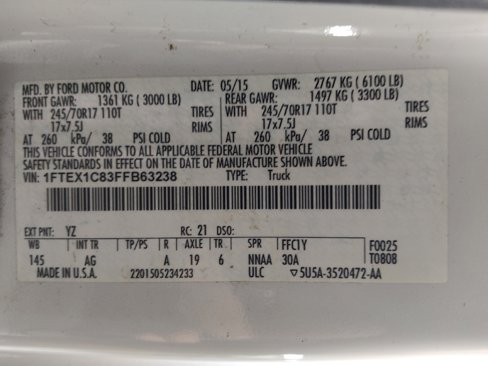 MFD. BY FORD MOTOR CO. DATE: 05/15 GVWR: 2767 KG ( 6100 LB)
FRONT GAWR: 1361 KG ( 3000 LB) REAR GAWR: 1497 KG ( 3300 LB)
WITH 245/70R17 110T TIRES WITH 245/70R17 110T TIRES
17x7.5J RIMS 17x7.5J RIMS
AT 260 kPa/ 38 PSI COLD AT 260 kPa/ 38 PSI COLD
THIS VEHICLE CONFORMS TO ALL APPLICABLE FEDERAL MOTOR VEHICLE
SAFETY STANDARDS IN EFFECT ON THE DATE OF MANUFACTURE SHOWN ABOVE.
VIN: 1FTEX1C83FFB63238 TYPE: Truck
EXT PNT: YZ RC: 21 DSO:
WB INT TR TP/PS R AXLE TR SPR FFC1Y F0025
145 AG A 19 6 NNAA 30A T0808
MADE IN U.S.A. 2201505234233 ULC ▽5U5A-3520472-AA